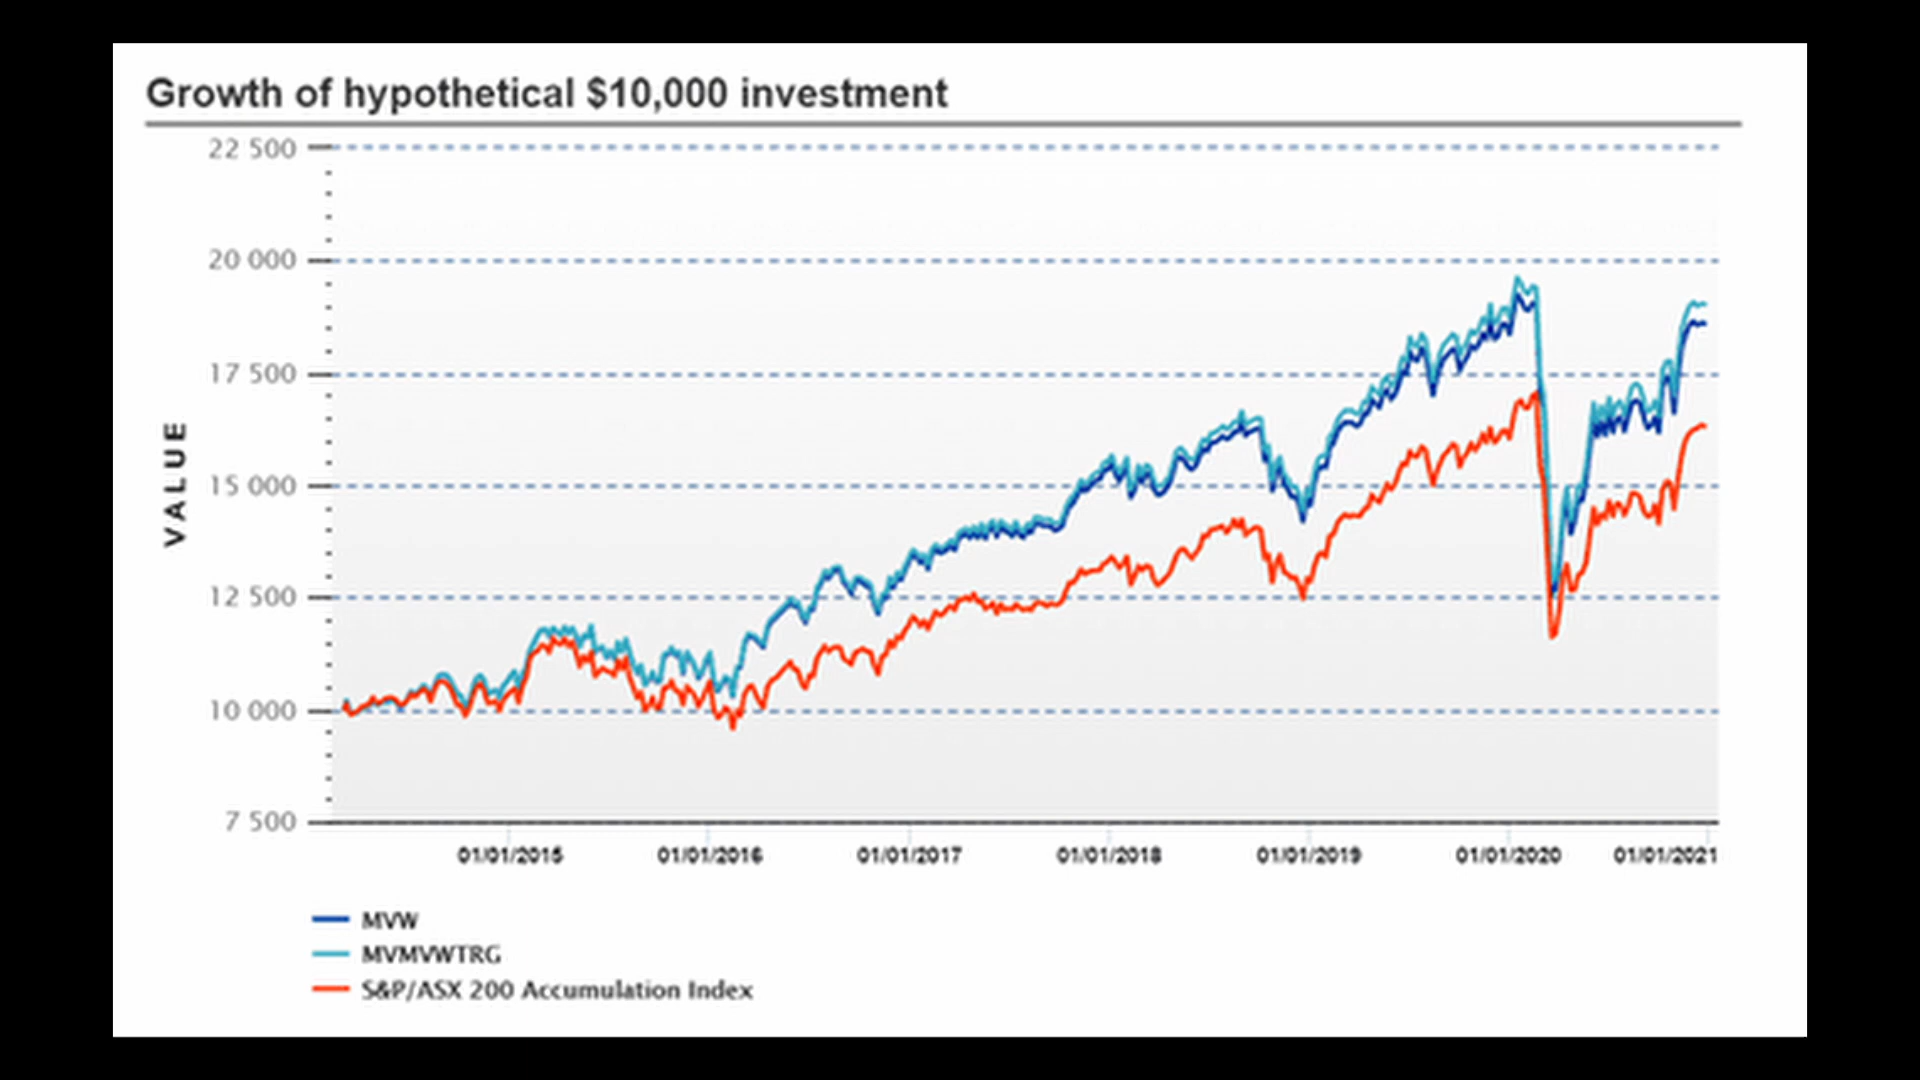 Growth of hypothetical $10,000 investment
22 500
20 000
17 500
15 000
12 500
10 000
7 500
VALUE
01/01/2015 01/01/2016 01/01/2017 01/01/2018 01/01/2019 01/01/2020 01/01/2021
MVW
MVMVWTRG
S&P/ASX 200 Accumulation Index